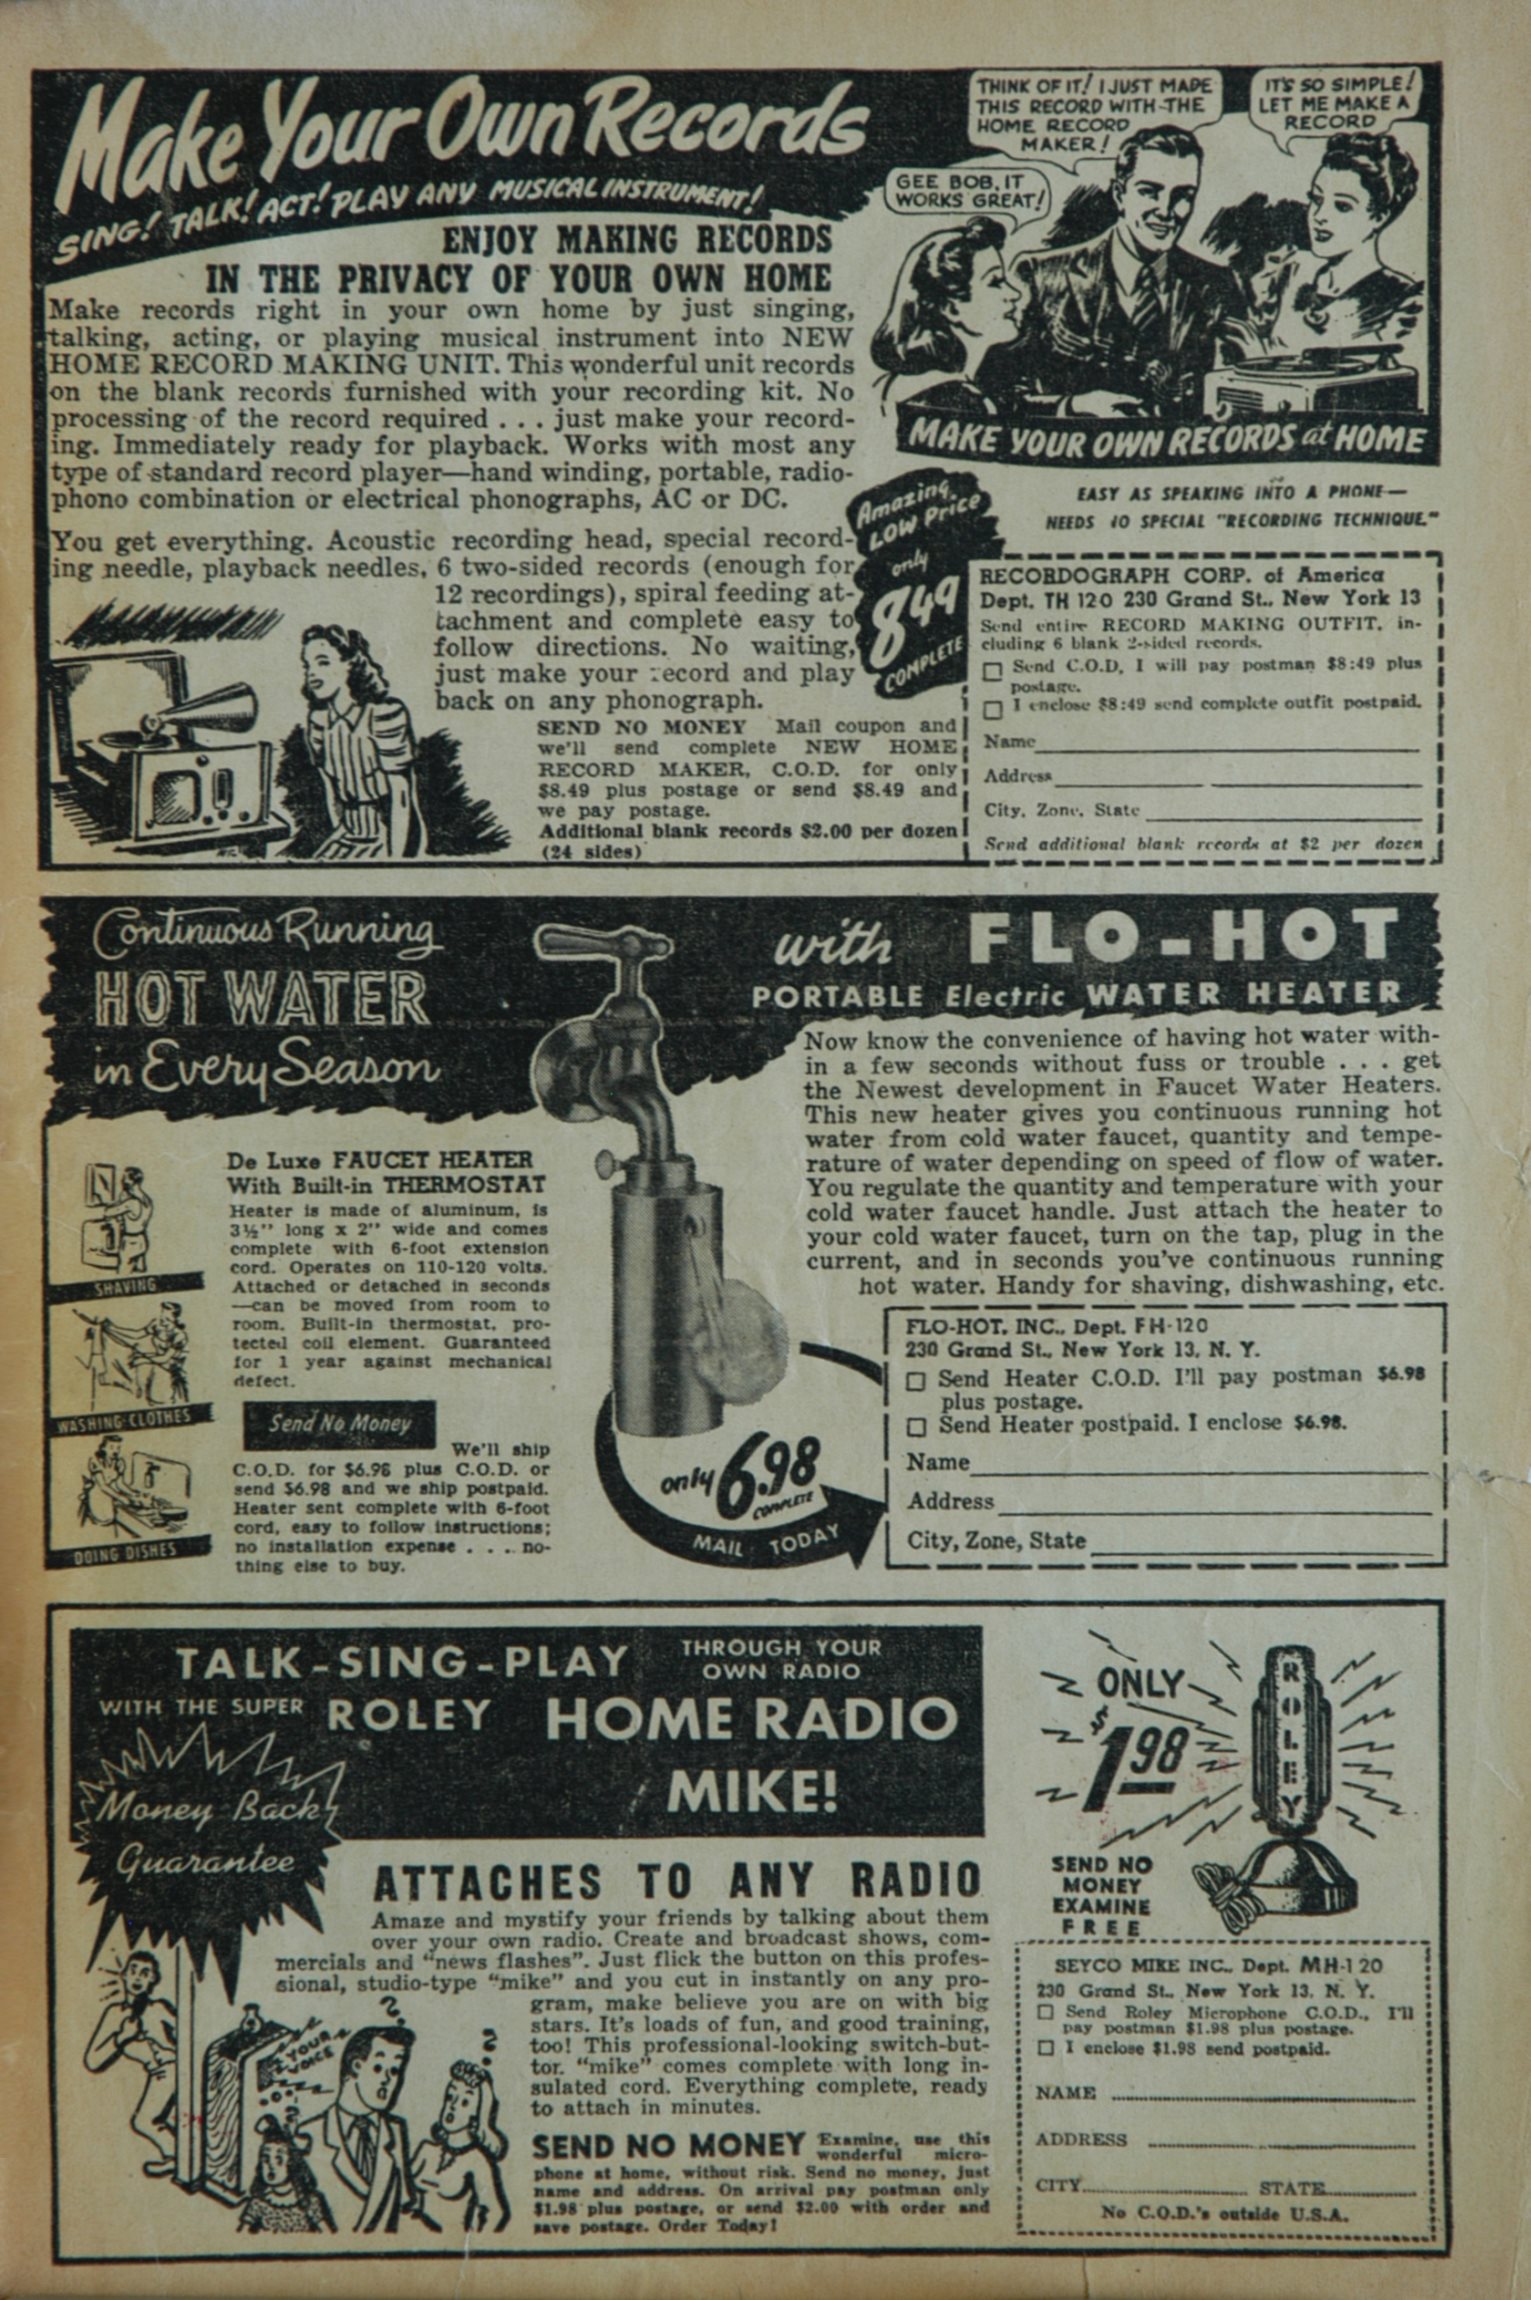 Make Your Own Records
SING! TALK! ACT! PLAY ANY MUSICAL INSTRUMENT!
THINK OF IT! I JUST MADE
THIS RECORD WITH THE
HOME RECORD
MAKER!
IT'S SO SIMPLE!
LET ME MAKE A
RECORD
GEE BOB, IT
WORKS GREAT!
MAKE YOUR OWN RECORDS at HOME
ENJOY MAKING RECORDS
IN THE PRIVACY OF YOUR OWN HOME
Make records right in your own home by just singing,
talking, acting, or playing musical instrument into NEW
HOME RECORD MAKING UNIT. This wonderful unit records
on the blank records furnished with your recording kit. No
processing of the record required . . . just make your record-
ing. Immediately ready for playback. Works with most any
type of standard record player—hand winding, portable, radio-
phono combination or electrical phonographs, AC or DC.
You get everything. Acoustic recording head, special record-
ing needle, playback needles, 6 two-sided records (enough for
12 recordings), spiral feeding at-
tachment and complete easy to
follow directions. No waiting,
just make your record and play
back on any phonograph.
SEND NO MONEY Mail coupon and
we'll send complete NEW HOME
RECORD MAKER, C.O.D. for only
$8.49 plus postage or send $8.49 and
we pay postage.
Additional blank records $2.00 per dozen
(24 sides)
Amazing
LOW Price
only
8 49
COMPLETE
EASY AS SPEAKING INTO A PHONE—
NEEDS NO SPECIAL "RECORDING TECHNIQUE."
RECORDOGRAPH CORP. of America
Dept. TH 120 230 Grand St., New York 13
Send entire RECORD MAKING OUTFIT, in-
cluding 6 blank 2-sided records.
☐ Send C.O.D. I will pay postman $8:49 plus
postage.
☐ I enclose $8:49 send complete outfit postpaid.
Name
Address
City, Zone, State
Send additional blank records at $2 per dozen
Continuous Running
HOT WATER
in Every Season
with FLO-HOT
PORTABLE Electric WATER HEATER
Now know the convenience of having hot water with-
in a few seconds without fuss or trouble . . . get
the Newest development in Faucet Water Heaters.
This new heater gives you continuous running hot
water from cold water faucet, quantity and tempe-
rature of water depending on speed of flow of water.
You regulate the quantity and temperature with your
cold water faucet handle. Just attach the heater to
your cold water faucet, turn on the tap, plug in the
current, and in seconds you've continuous running
hot water. Handy for shaving, dishwashing, etc.
SHAVING
WASHING CLOTHES
DOING DISHES
De Luxe FAUCET HEATER
With Built-in THERMOSTAT
Heater is made of aluminum, is
3½" long x 2" wide and comes
complete with 6-foot extension
cord. Operates on 110-120 volts.
Attached or detached in seconds
—can be moved from room to
room. Built-in thermostat, pro-
tected coil element. Guaranteed
for 1 year against mechanical
defect.
Send No Money
We'll ship
C.O.D. for $6.98 plus C.O.D. or
send $6.98 and we ship postpaid.
Heater sent complete with 6-foot
cord, easy to follow instructions;
no installation expense . . . no-
thing else to buy.
only 6.98
COMPLETE
MAIL TODAY
FLO-HOT, INC., Dept. FH-120
230 Grand St., New York 13, N. Y.
☐ Send Heater C.O.D. I'll pay postman $6.98
plus postage.
☐ Send Heater postpaid. I enclose $6.98.
Name
Address
City, Zone, State
TALK-SING-PLAY THROUGH YOUR
OWN RADIO
WITH THE SUPER ROLEY HOME RADIO
MIKE!
Money Back
Guarantee
ATTACHES TO ANY RADIO
Amaze and mystify your friends by talking about them
over your own radio. Create and broadcast shows, com-
mercials and "news flashes". Just flick the button on this profes-
sional, studio-type "mike" and you cut in instantly on any pro-
gram, make believe you are on with big
stars. It's loads of fun, and good training,
too! This professional-looking switch-but-
tor. "mike" comes complete with long in-
sulated cord. Everything complete, ready
to attach in minutes.
SEND NO MONEY Examine, use this
wonderful micro-
phone at home, without risk. Send no money, just
name and address. On arrival pay postman only
$1.98 plus postage, or send $2.00 with order and
save postage. Order Today!
YOUR
VOICE
?
?
ONLY
$1 98
ROLEY
SEND NO
MONEY
EXAMINE
FREE
SEYCO MIKE INC., Dept. MH-120
230 Grand St., New York 13, N. Y.
☐ Send Roley Microphone C.O.D., I'll
pay postman $1.98 plus postage.
☐ I enclose $1.98 send postpaid.
NAME
ADDRESS
CITY STATE
No C.O.D.'s outside U.S.A.